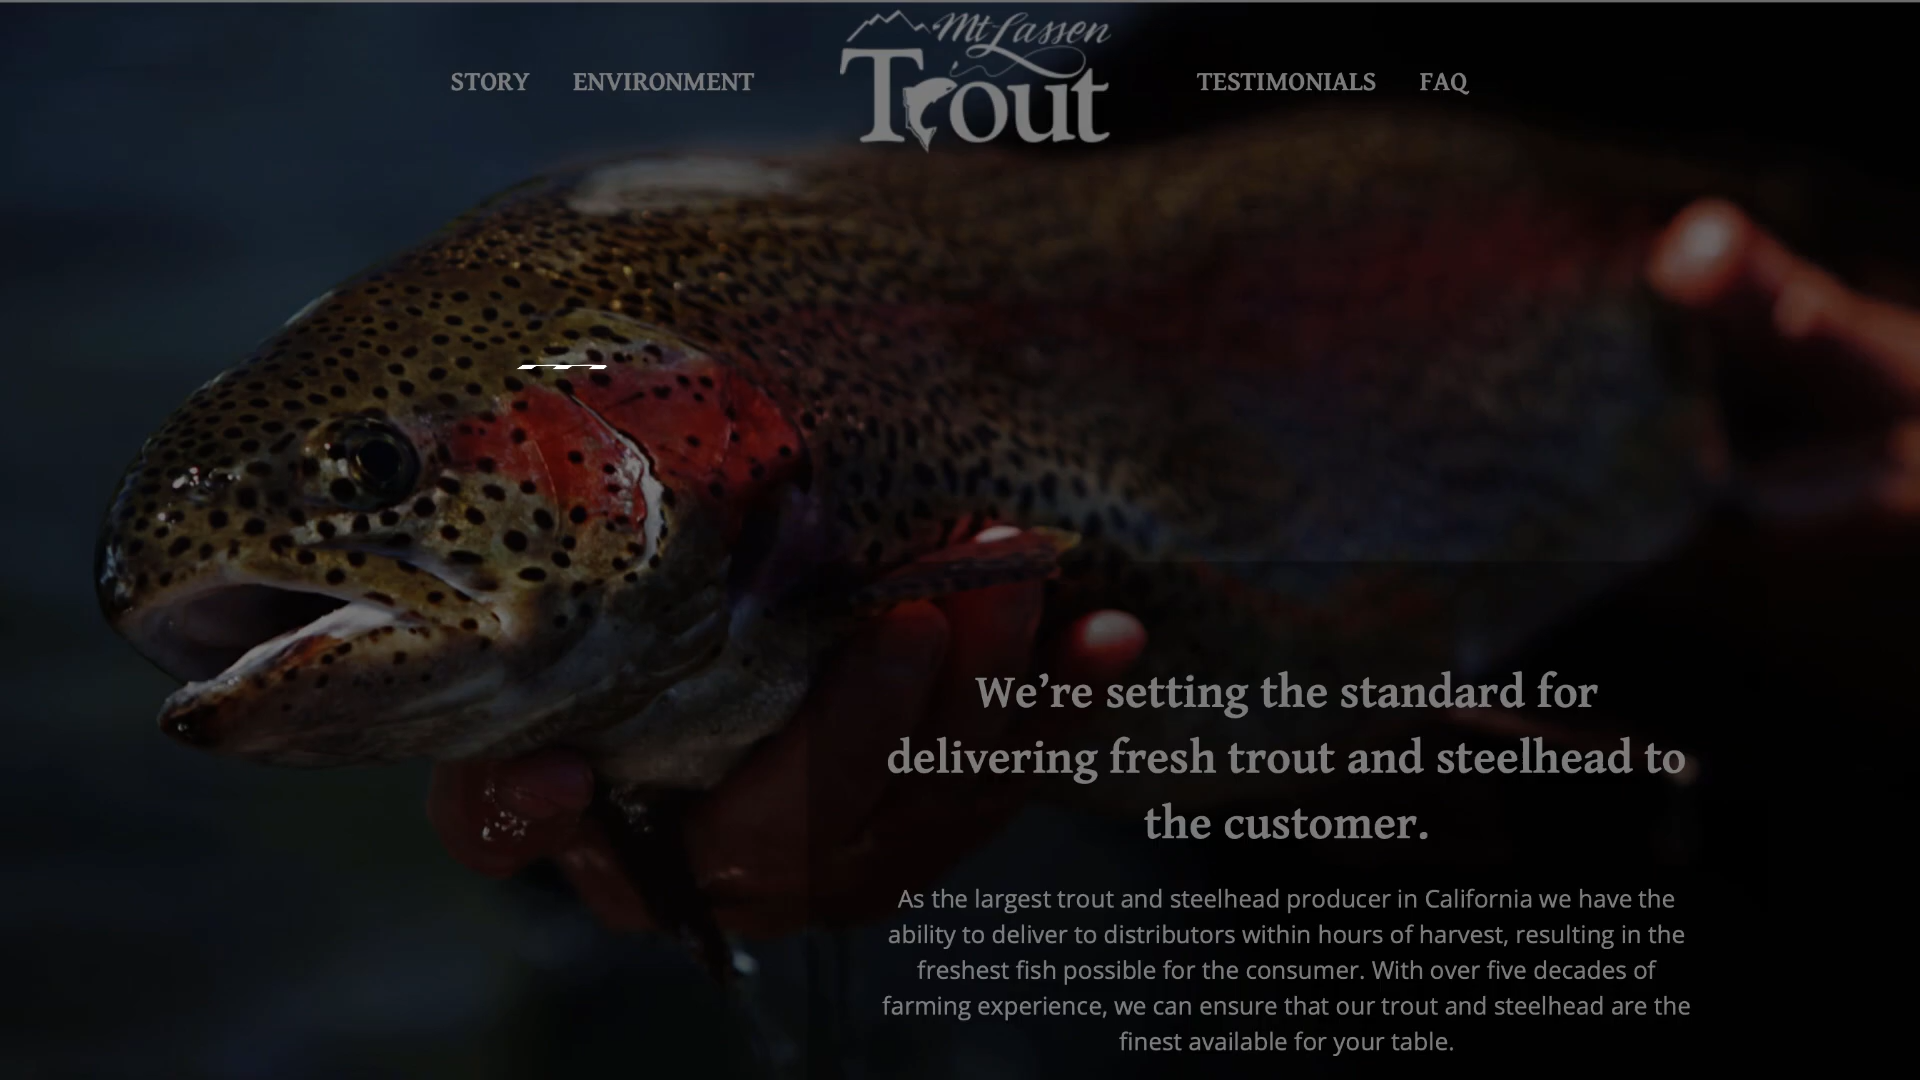 STORY ENVIRONMENT Mt Lassen Trout TESTIMONIALS FAQ
We’re setting the standard for
delivering fresh trout and steelhead to
the customer.
As the largest trout and steelhead producer in California we have the
ability to deliver to distributors within hours of harvest, resulting in the
freshest fish possible for the consumer. With over five decades of
farming experience, we can ensure that our trout and steelhead are the
finest available for your table.